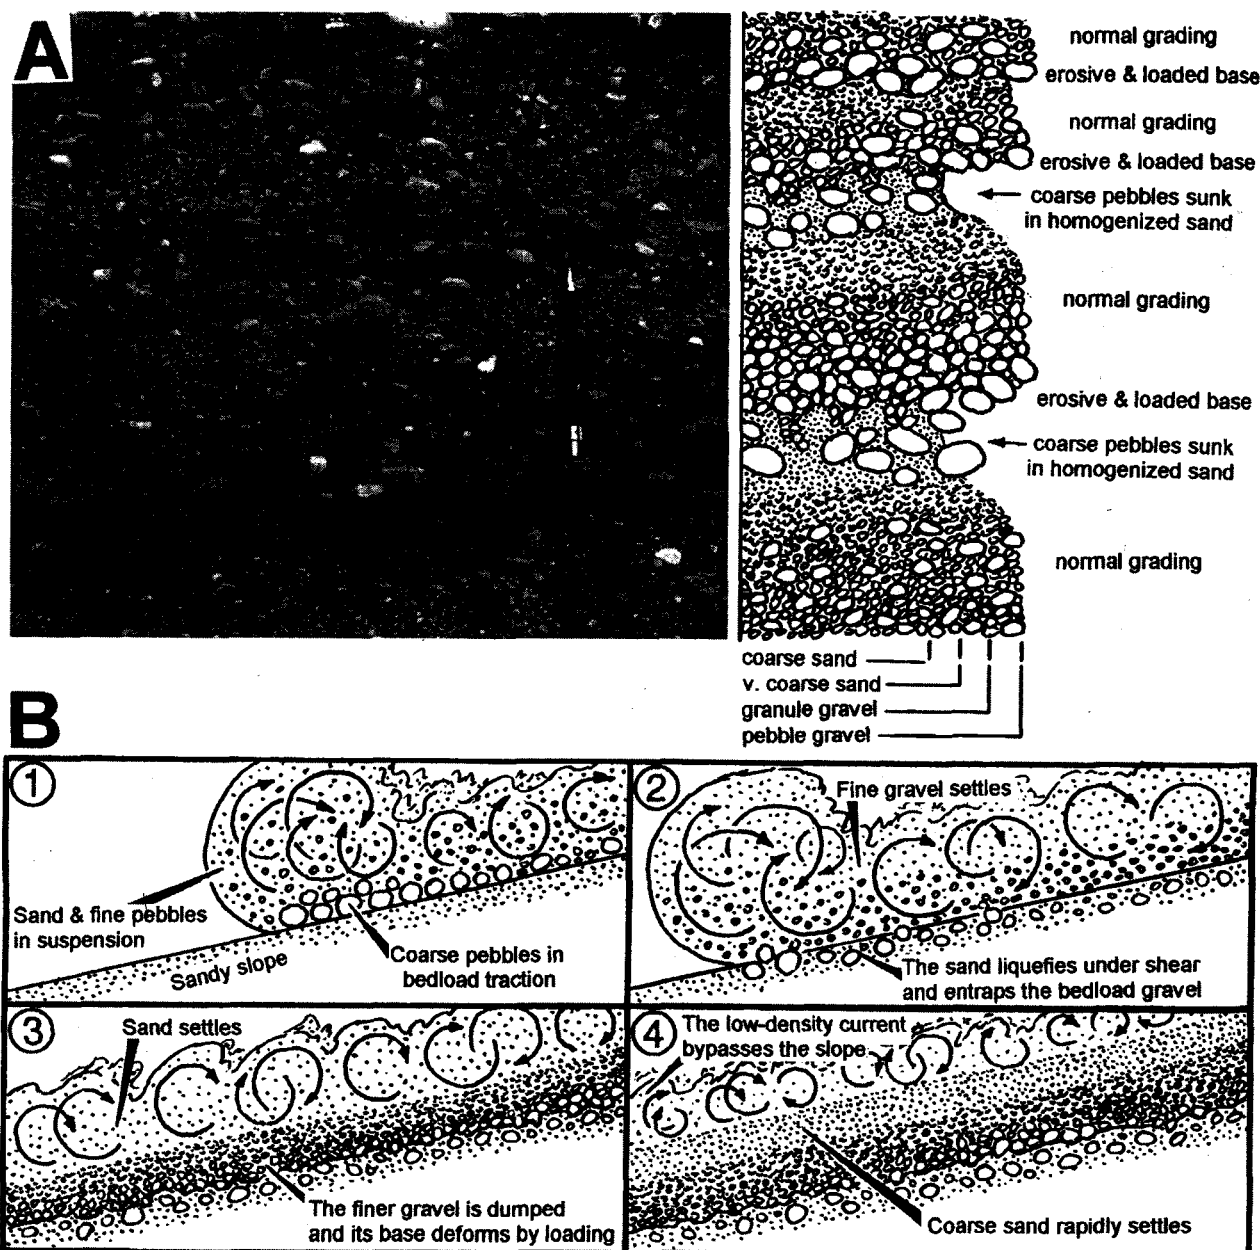 A
normal grading
erosive & loaded base
normal grading
erosive & loaded base
coarse pebbles sunk
in homogenized sand
normal grading
erosive & loaded base
coarse pebbles sunk
in homogenized sand
normal grading
coarse sand
v. coarse sand
granule gravel
pebble gravel
B
1
Sand & fine pebbles
in suspension
Sandy slope
Coarse pebbles in
bedload traction
2
Fine gravel settles
The sand liquefies under shear
and entraps the bedload gravel
3
Sand settles
The finer gravel is dumped
and its base deforms by loading
4
The low-density current
bypasses the slope
Coarse sand rapidly settles